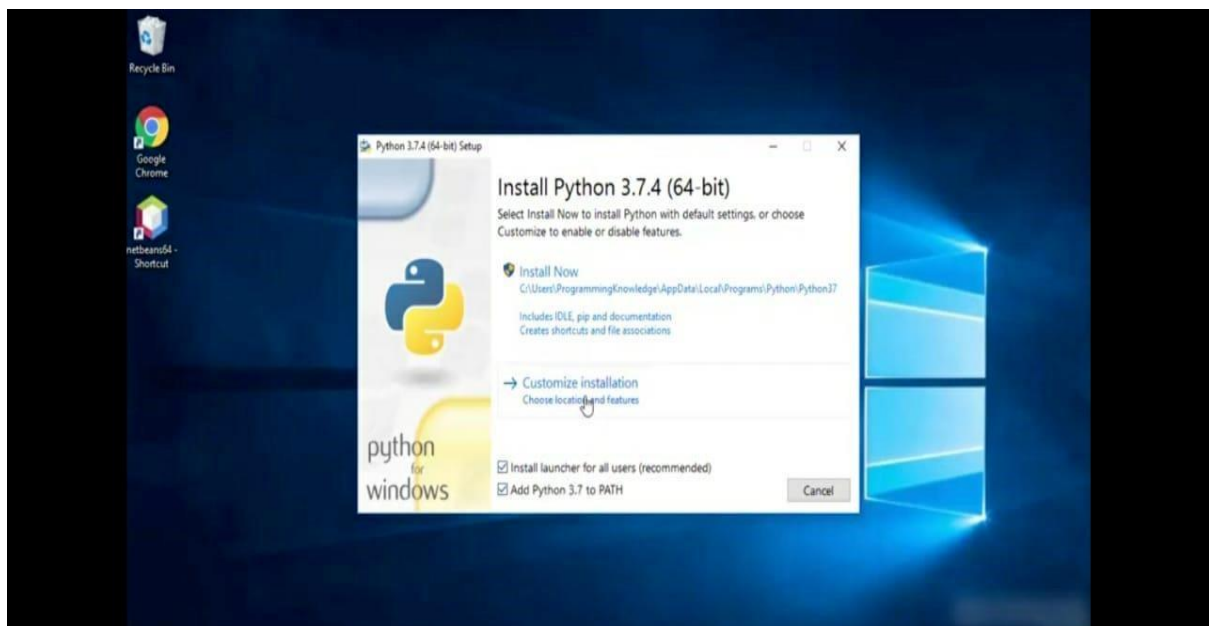 Recycle Bin
Google
Chrome
netbeans64 -
Shortcut
Python 3.7.4 (64-bit) Setup
Install Python 3.7.4 (64-bit)
Select Install Now to install Python with default settings, or choose
Customize to enable or disable features.
Install Now
C:\Users\ProgrammingKnowledge\AppData\Local\Programs\Python\Python37
Includes IDLE, pip and documentation
Creates shortcuts and file associations
Customize installation
Choose location and features
python
for
windows
Install launcher for all users (recommended)
Add Python 3.7 to PATH
Cancel